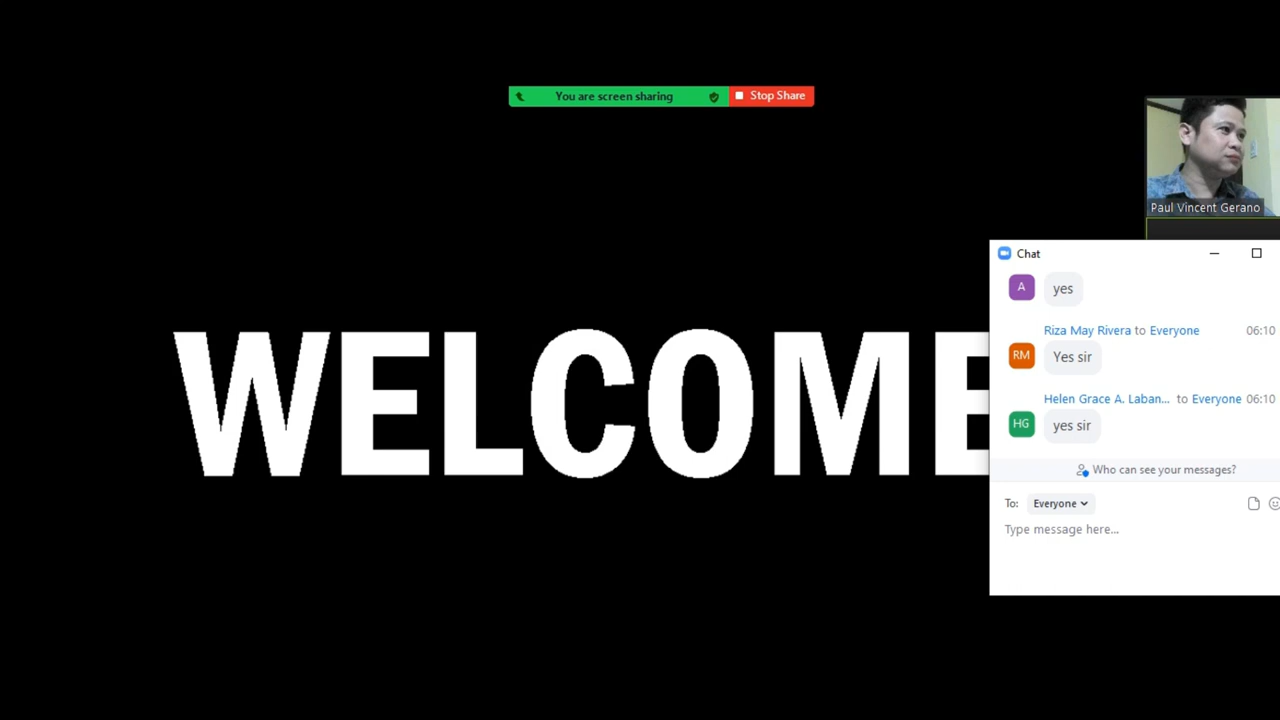 You are screen sharing
Stop Share
Paul Vincent Gerano
WELCOME
Chat
A
yes
Riza May Rivera to Everyone 06:10
RM
Yes sir
Helen Grace A. Laban... to Everyone 06:10
HG
yes sir
Who can see your messages?
To: Everyone
Type message here...